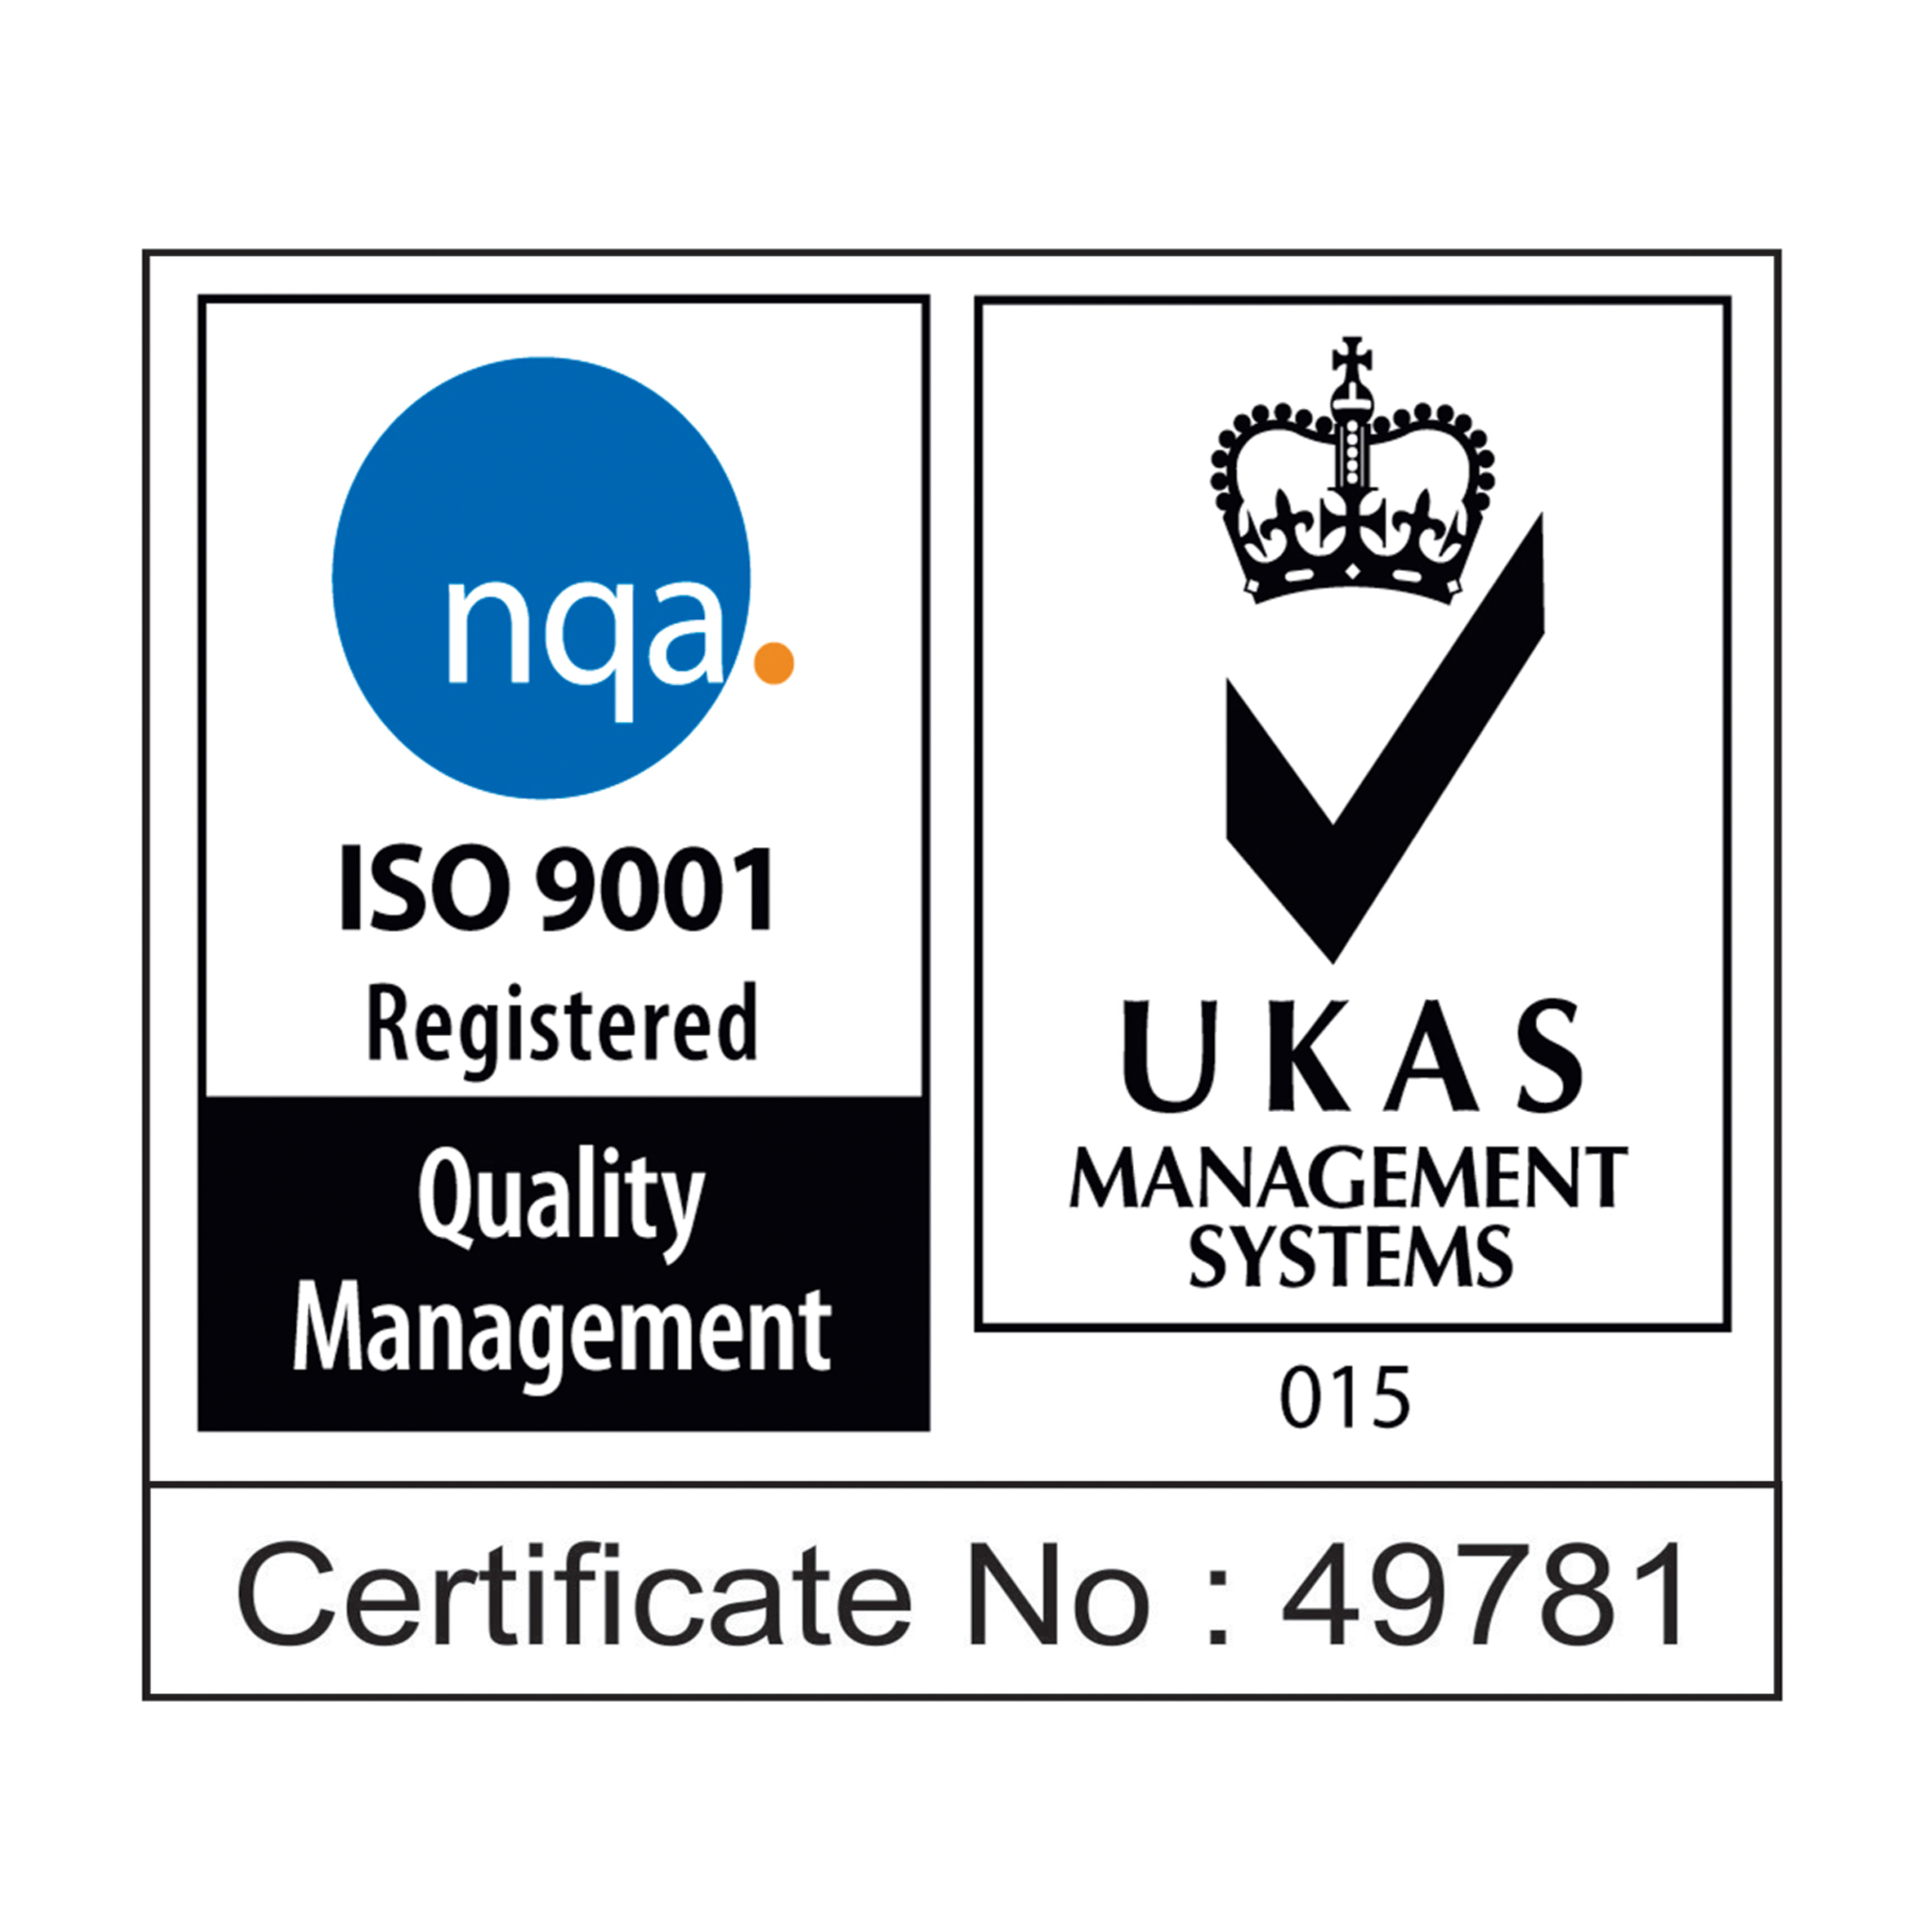 nqa.
ISO 9001
Registered
Quality
Management
UKAS
MANAGEMENT
SYSTEMS
015
Certificate No : 49781